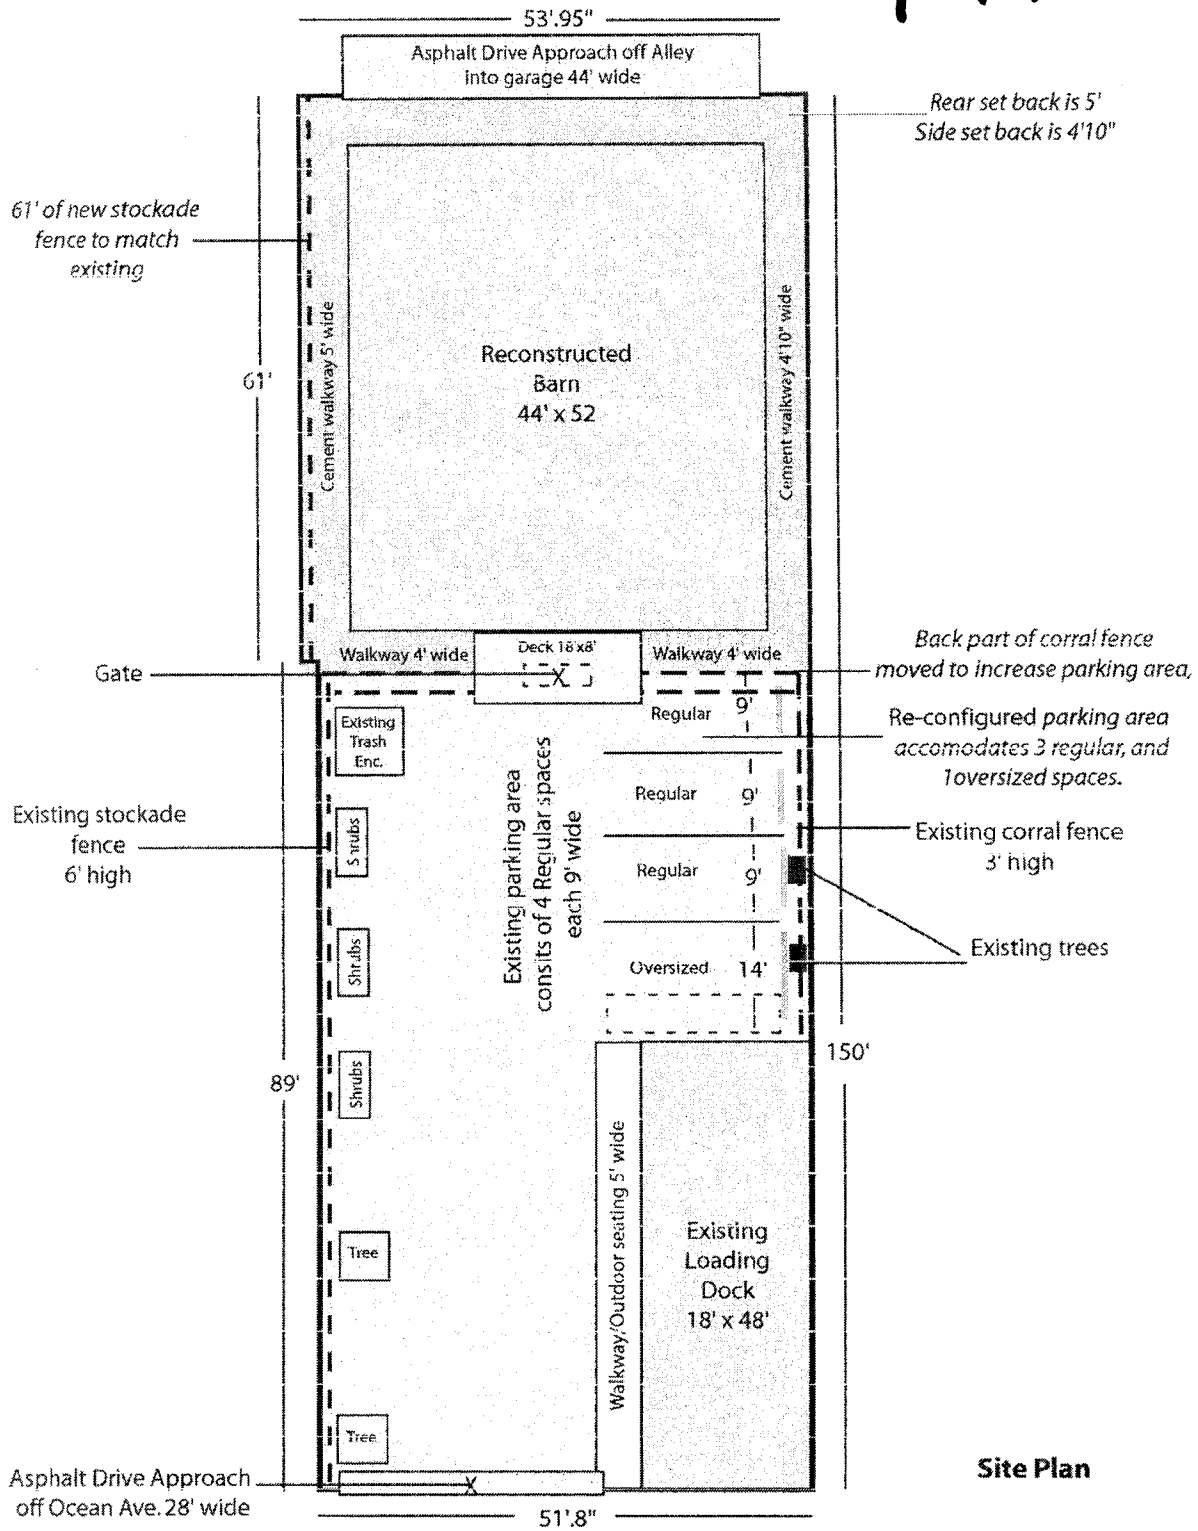 53'.95"
Asphalt Drive Approach off Alley
into garage 44' wide
Rear set back is 5'
Side set back is 4'10"
61' of new stockade
fence to match
existing
61'
Cement walkway 5' wide
Reconstructed
Barn
44' x 52
Cement walkway 4'10" wide
Walkway 4' wide
Deck 18'x8'
Walkway 4' wide
Back part of corral fence
moved to increase parking area,
Gate
X
Existing
Trash
Enc.
Regular
9'
Re-configured parking area
accomodates 3 regular, and
1oversized spaces.
Existing parking area
consits of 4 Regular spaces
each 9' wide
Regular
9'
Existing stockade
fence
6' high
Shrubs
Existing corral fence
3' high
Regular
9'
Shrubs
Oversized
14'
Existing trees
Shrubs
89'
150'
Walkway/Outdoor seating 5' wide
Existing
Loading
Dock
18' x 48'
Tree
Tree
Asphalt Drive Approach
off Ocean Ave. 28' wide
X
51'.8"
Site Plan